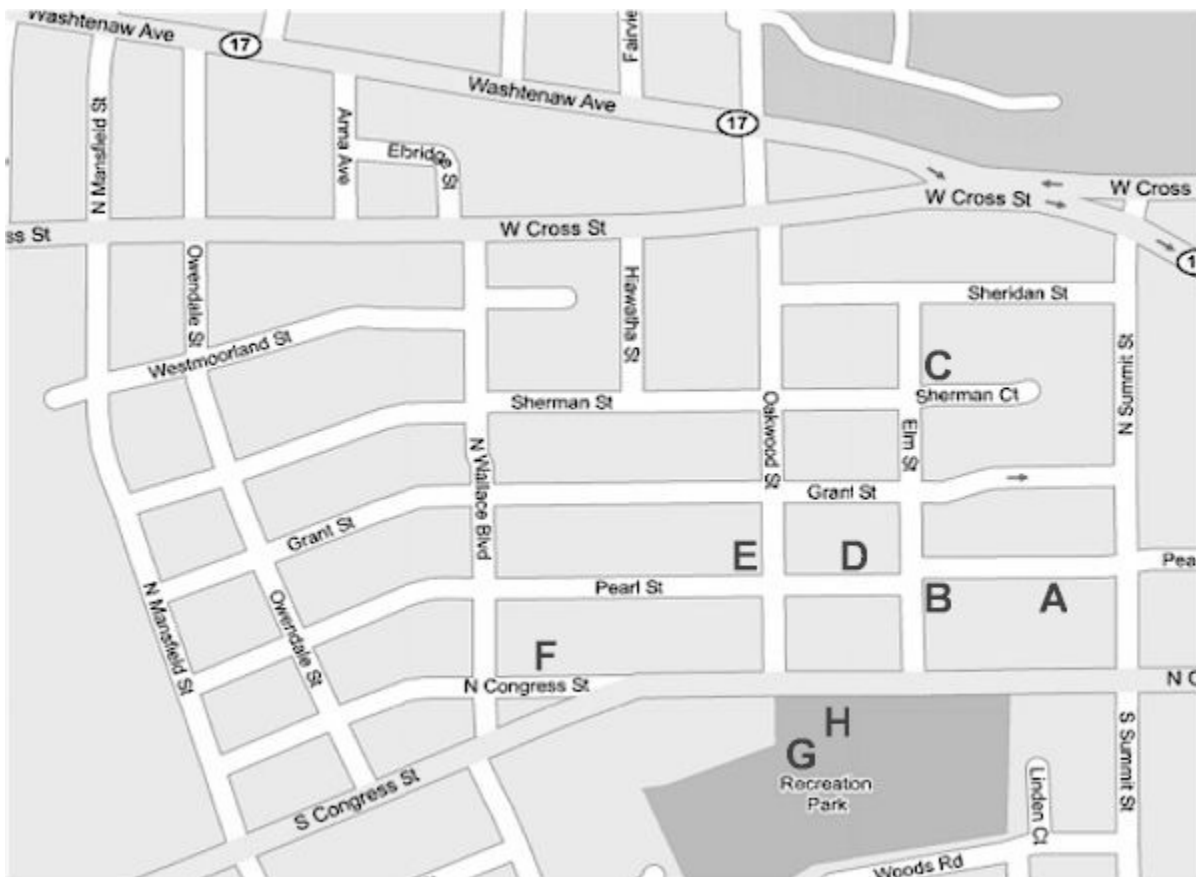 Washtenaw Ave
17
Fairvie
Washtenaw Ave
17
N Mansfield St
Anna Ave
Elbridge St
W Cross St
W Cross
ss St
W Cross St
1
Owendale St
Hiawatha St
Sheridan St
Westmoorland St
C
N Summit St
Sherman St
Sherman Ct
Oakwood St
Elm St
N Wallace Blvd
Grant St
Grant St
E
D
Pea
Pearl St
B
A
N Mansfield St
Owendale St
F
N Congress St
N C
H
G
Recreation
Park
S Summit St
Linden Ct
S Congress St
Woods Rd